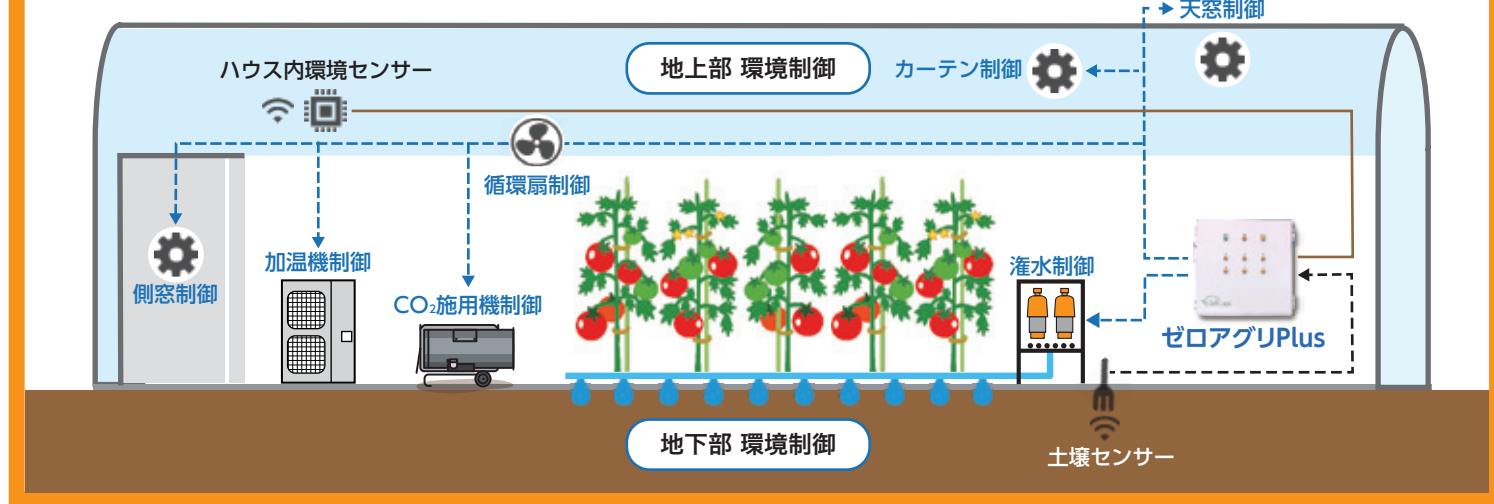 天窓制御
ハウス内環境センサー
地上部 環境制御
カーテン制御
循環扇制御
加温機制御
側窓制御
CO₂施用機制御
潅水制御
ゼロアグリPlus
地下部 環境制御
土壌センサー